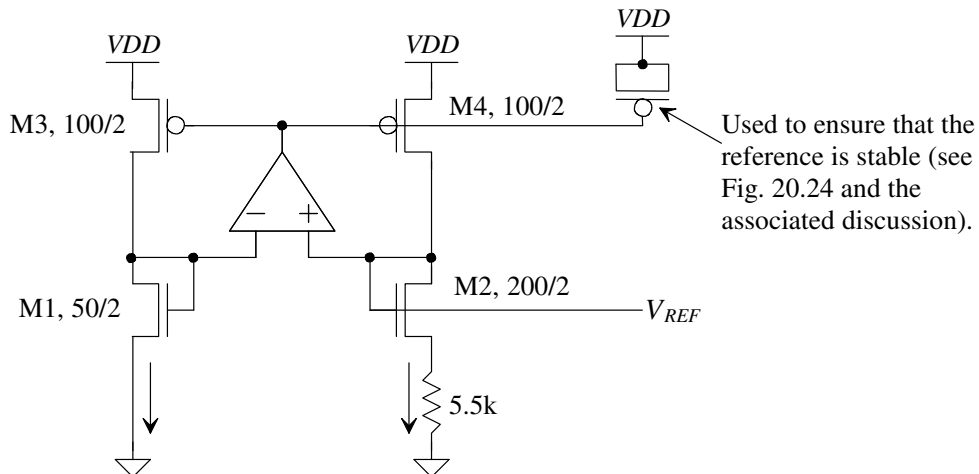 VDD
VDD
VDD
M3, 100/2
M4, 100/2
Used to ensure that the
reference is stable (see
Fig. 20.24 and the
associated discussion).
−
+
M1, 50/2
M2, 200/2
VREF
5.5k